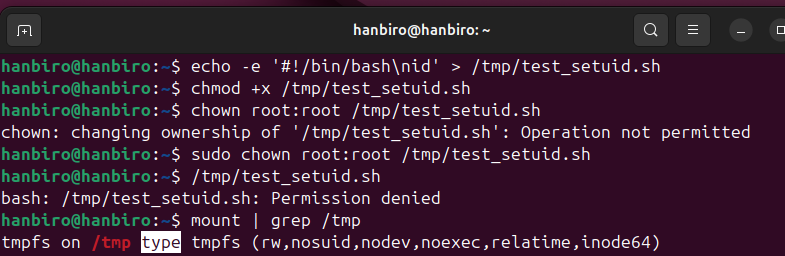 hanbiro@hanbiro: ~
hanbiro@hanbiro:~$ echo -e '#!/bin/bash\nid' > /tmp/test_setuid.sh
hanbiro@hanbiro:~$ chmod +x /tmp/test_setuid.sh
hanbiro@hanbiro:~$ chown root:root /tmp/test_setuid.sh
chown: changing ownership of '/tmp/test_setuid.sh': Operation not permitted
hanbiro@hanbiro:~$ sudo chown root:root /tmp/test_setuid.sh
hanbiro@hanbiro:~$ /tmp/test_setuid.sh
bash: /tmp/test_setuid.sh: Permission denied
hanbiro@hanbiro:~$ mount | grep /tmp
tmpfs on /tmp type tmpfs (rw,nosuid,nodev,noexec,relatime,inode64)